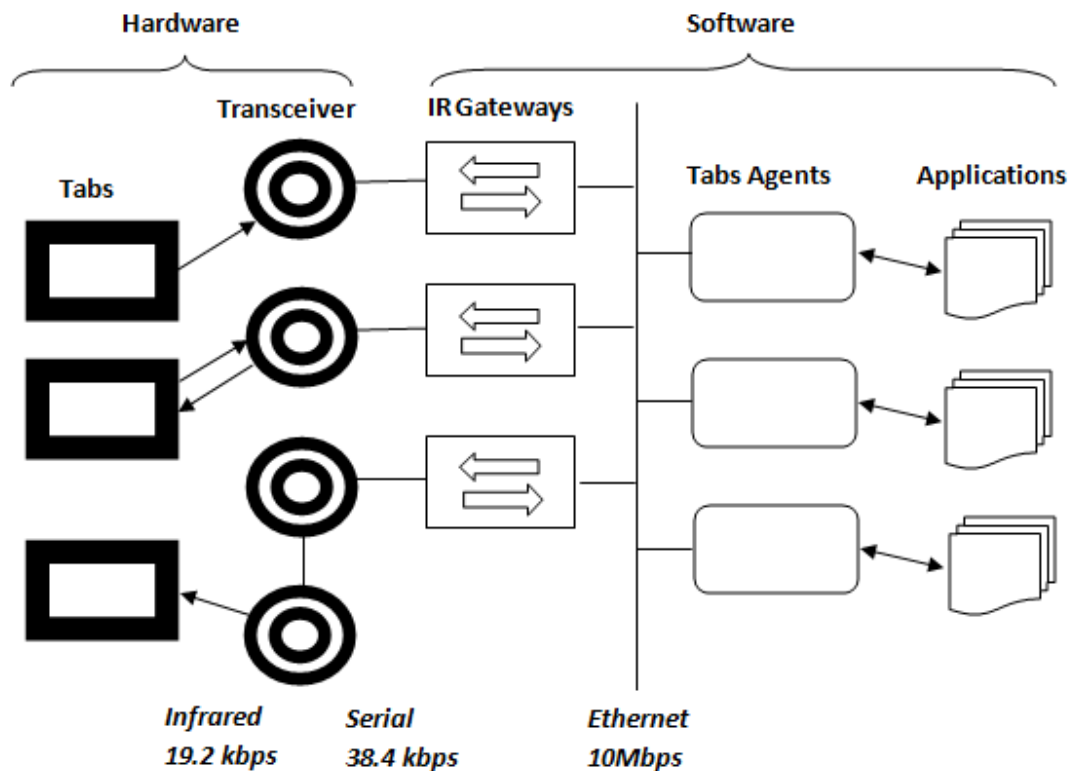 Hardware
Software
Transceiver
IR Gateways
Tabs
Tabs Agents
Applications
Infrared
19.2 kbps
Serial
38.4 kbps
Ethernet
10Mbps